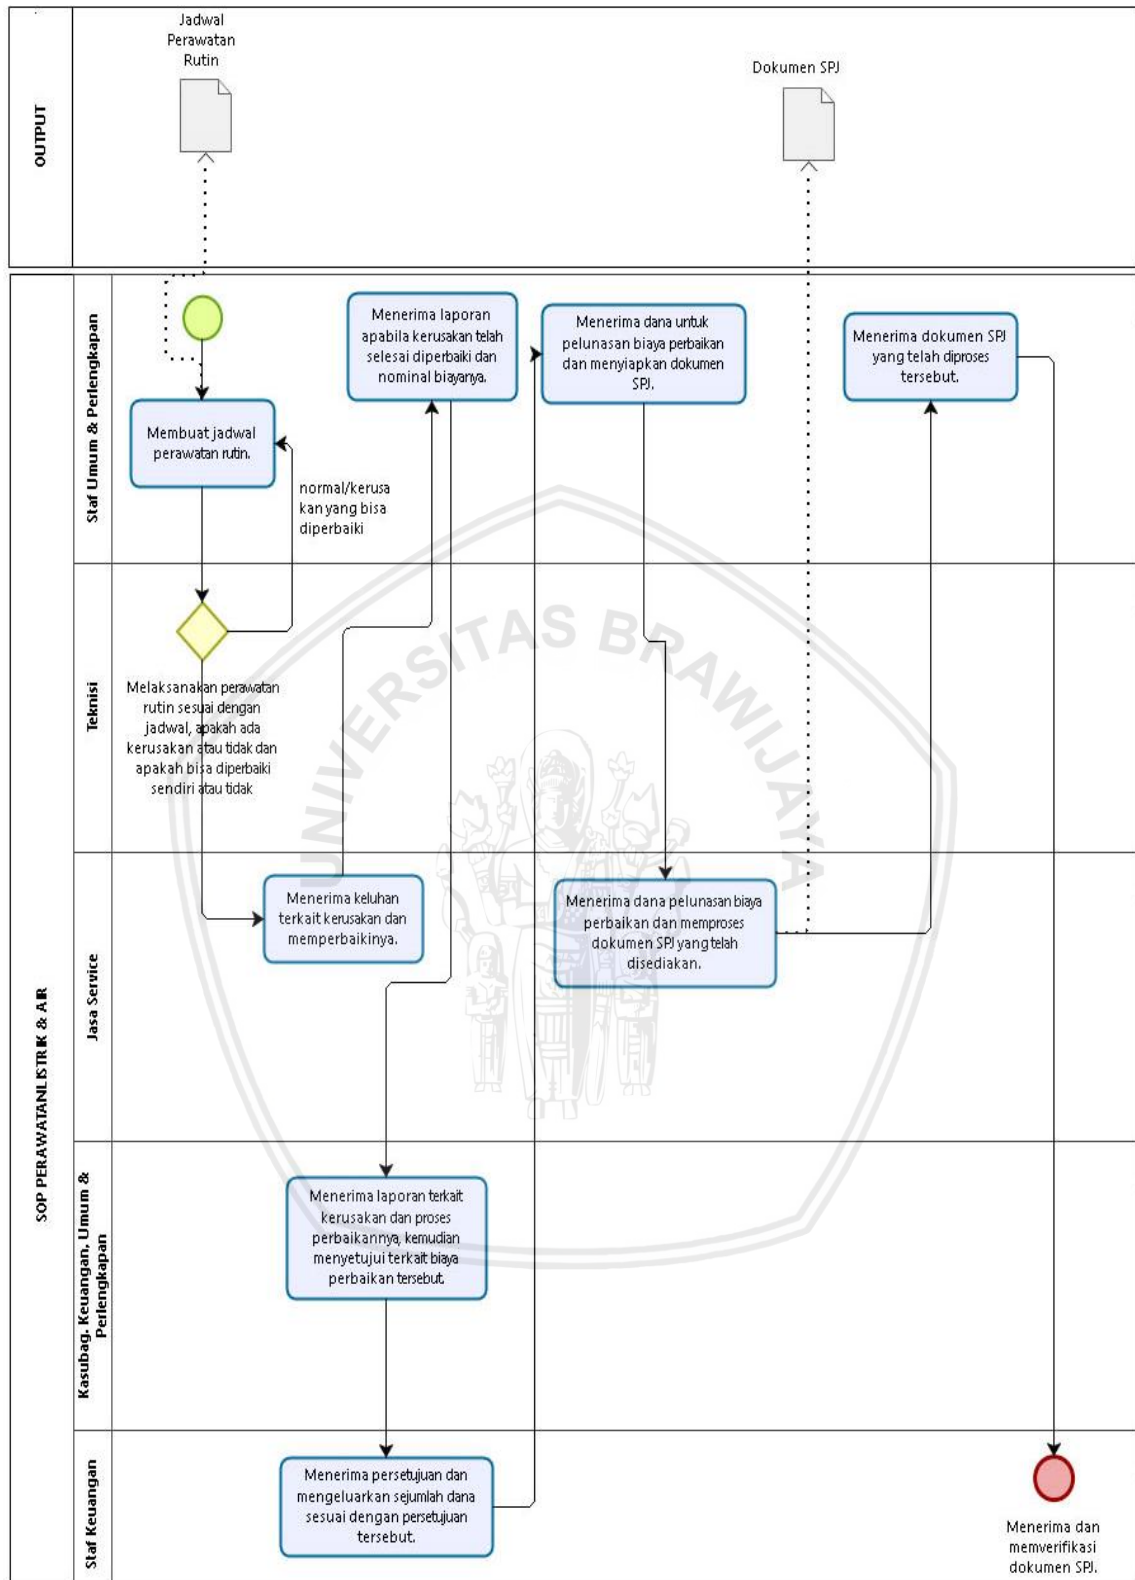 Jadwal
Perawatan
Rutin
Dokumen SPJ
OUTPUT
SOP PERAWATAN LISTRIK & AIR
Staf Umum & Perlengkapan
Menerima laporan
apabila kerusakan telah
selesai diperbaiki dan
nominal biayanya.
Menerima dana untuk
pelunasan biaya perbaikan
dan menyiapkan dokumen
SPJ.
Menerima dokumen SPJ
yang telah diproses
tersebut.
Membuat jadwal
perawatan rutin.
normal/kerusa
kan yang bisa
diperbaiki
Teknisi
Melaksanakan perawatan
rutin sesuai dengan
jadwal, apakah ada
kerusakan atau tidak dan
apakah bisa diperbaiki
sendiri atau tidak
Jasa Service
Menerima keluhan
terkait kerusakan dan
memperbaikinya.
Menerima dana pelunasan biaya
perbaikan dan memproses
dokumen SPJ yang telah
disediakan.
Kasubag. Keuangan, Umum &
Perlengkapan
Menerima laporan terkait
kerusakan dan proses
perbaikannya, kemudian
menyetujui terkait biaya
perbaikan tersebut.
Staf Keuangan
Menerima persetujuan dan
mengeluarkan sejumlah dana
sesuai dengan persetujuan
tersebut.
Menerima dan
memverifikasi
dokumen SPJ.
UNIVERSITAS BRAWIJAYA